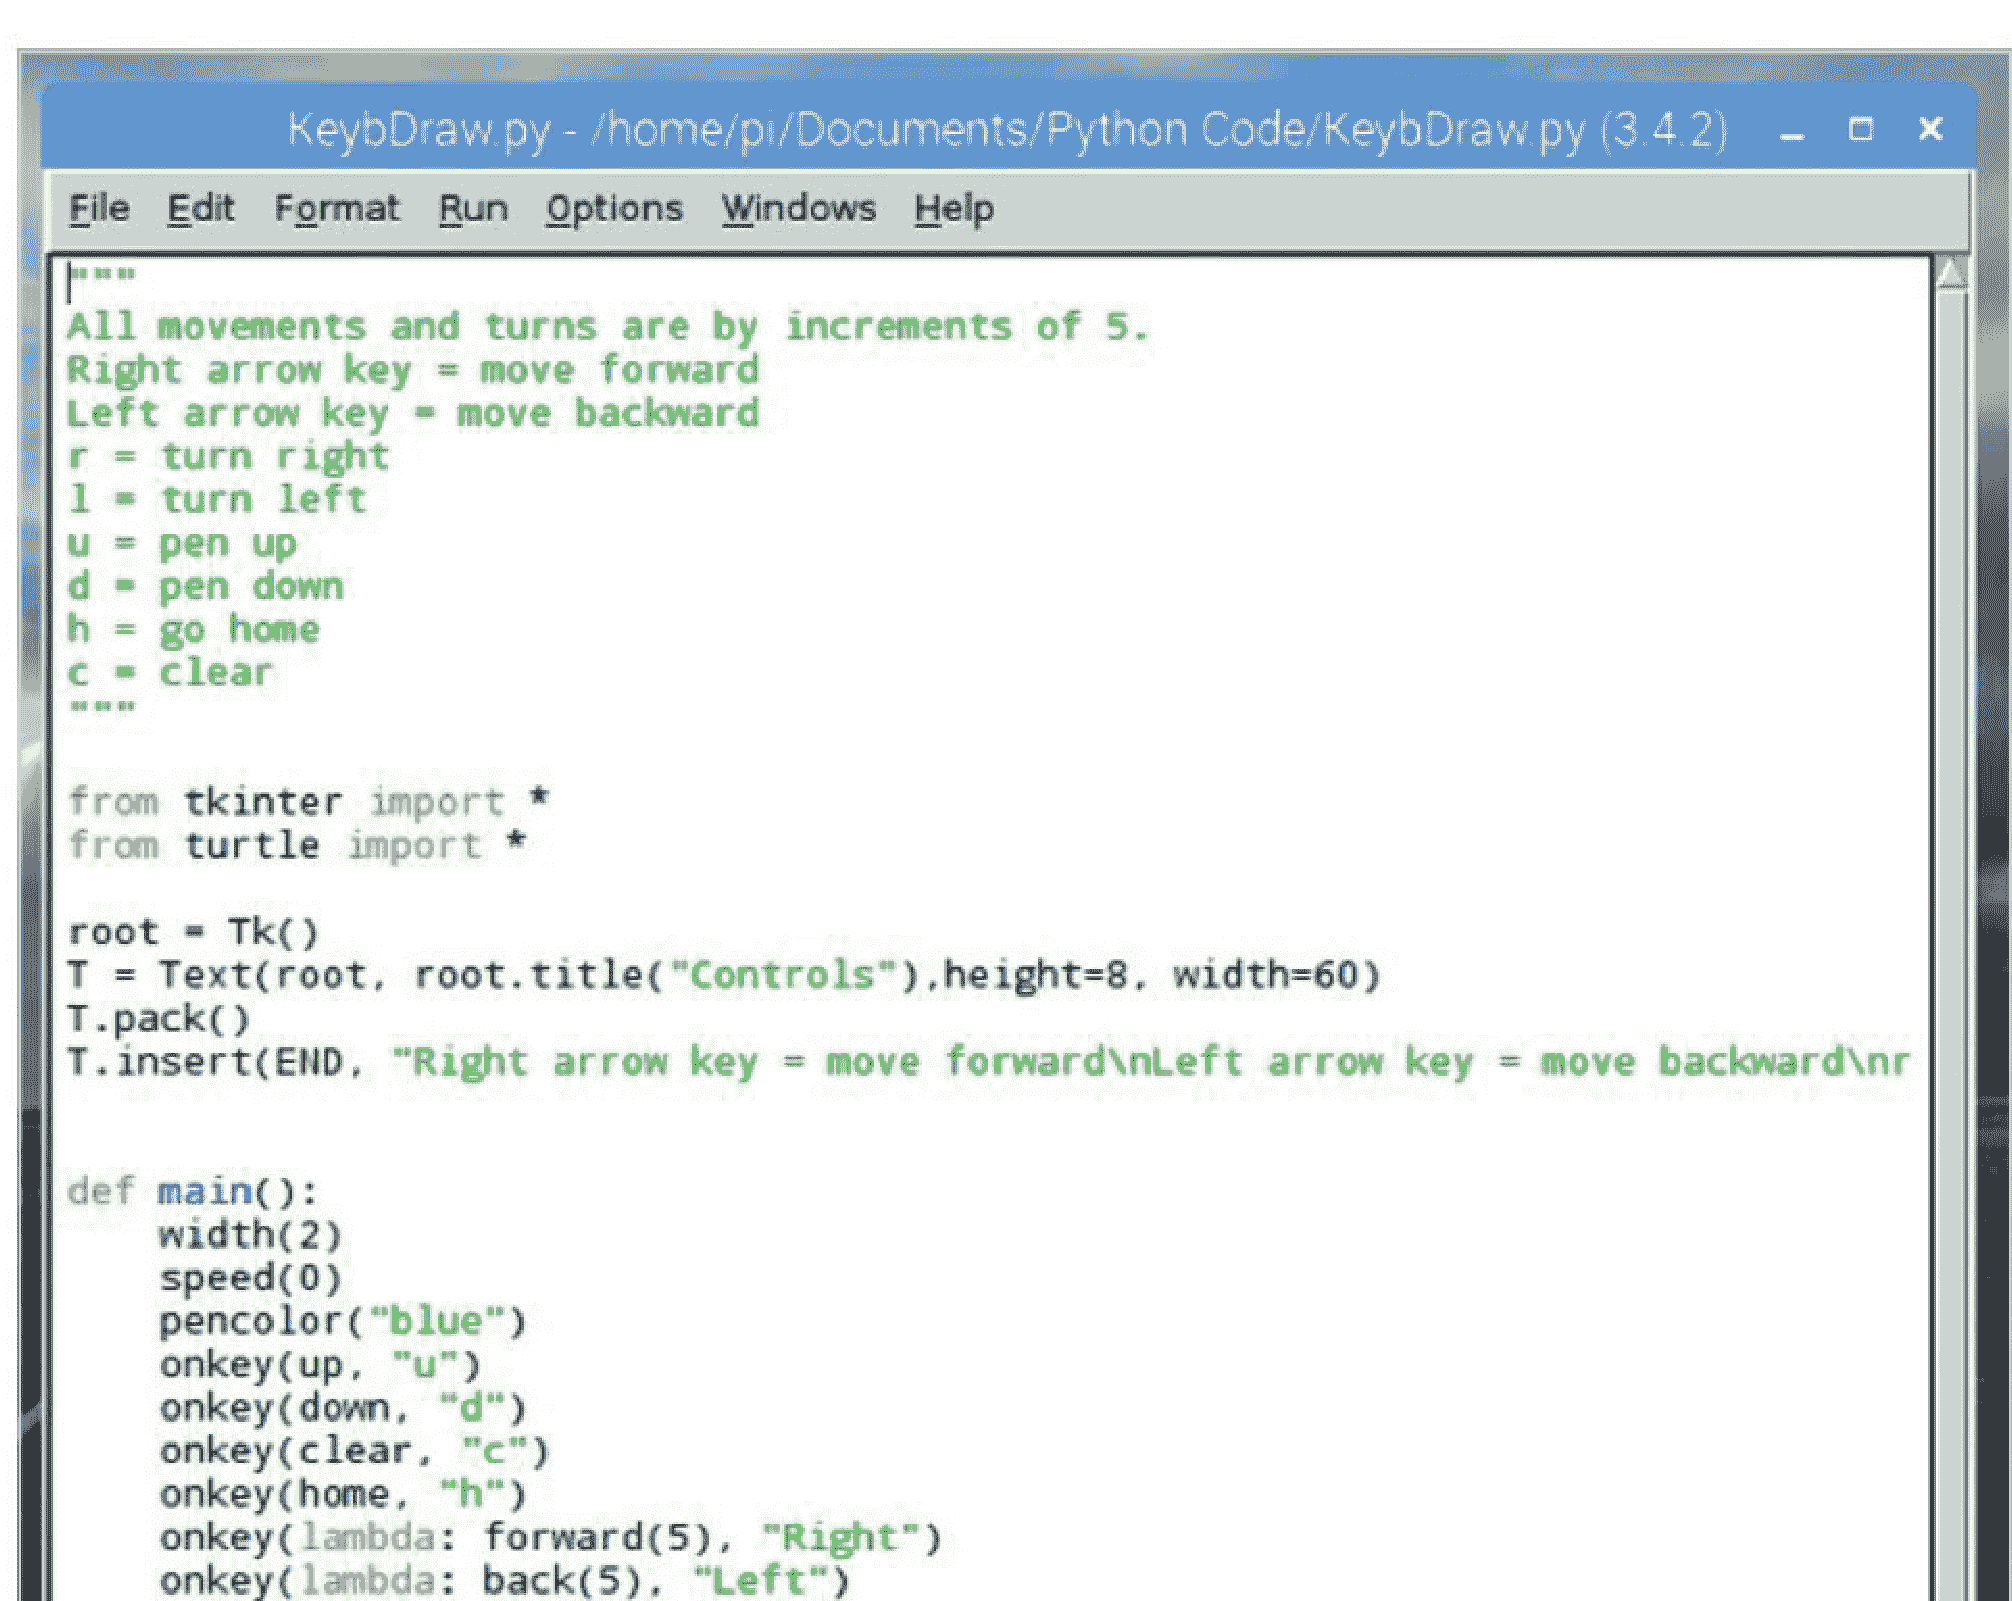 KeybDraw.py - /home/pi/Documents/Python Code/KeybDraw.py (3.4.2)
File Edit Format Run Options Windows Help
"""
All movements and turns are by increments of 5.
Right arrow key = move forward
Left arrow key = move backward
r = turn right
l = turn left
u = pen up
d = pen down
h = go home
c = clear
"""
from tkinter import *
from turtle import *
root = Tk()
T = Text(root, root.title("Controls"),height=8, width=60)
T.pack()
T.insert(END, "Right arrow key = move forward\nLeft arrow key = move backward\nr
def main():
width(2)
speed(0)
pencolor("blue")
onkey(up, "u")
onkey(down, "d")
onkey(clear, "c")
onkey(home, "h")
onkey(lambda: forward(5), "Right")
onkey(lambda: back(5), "Left")